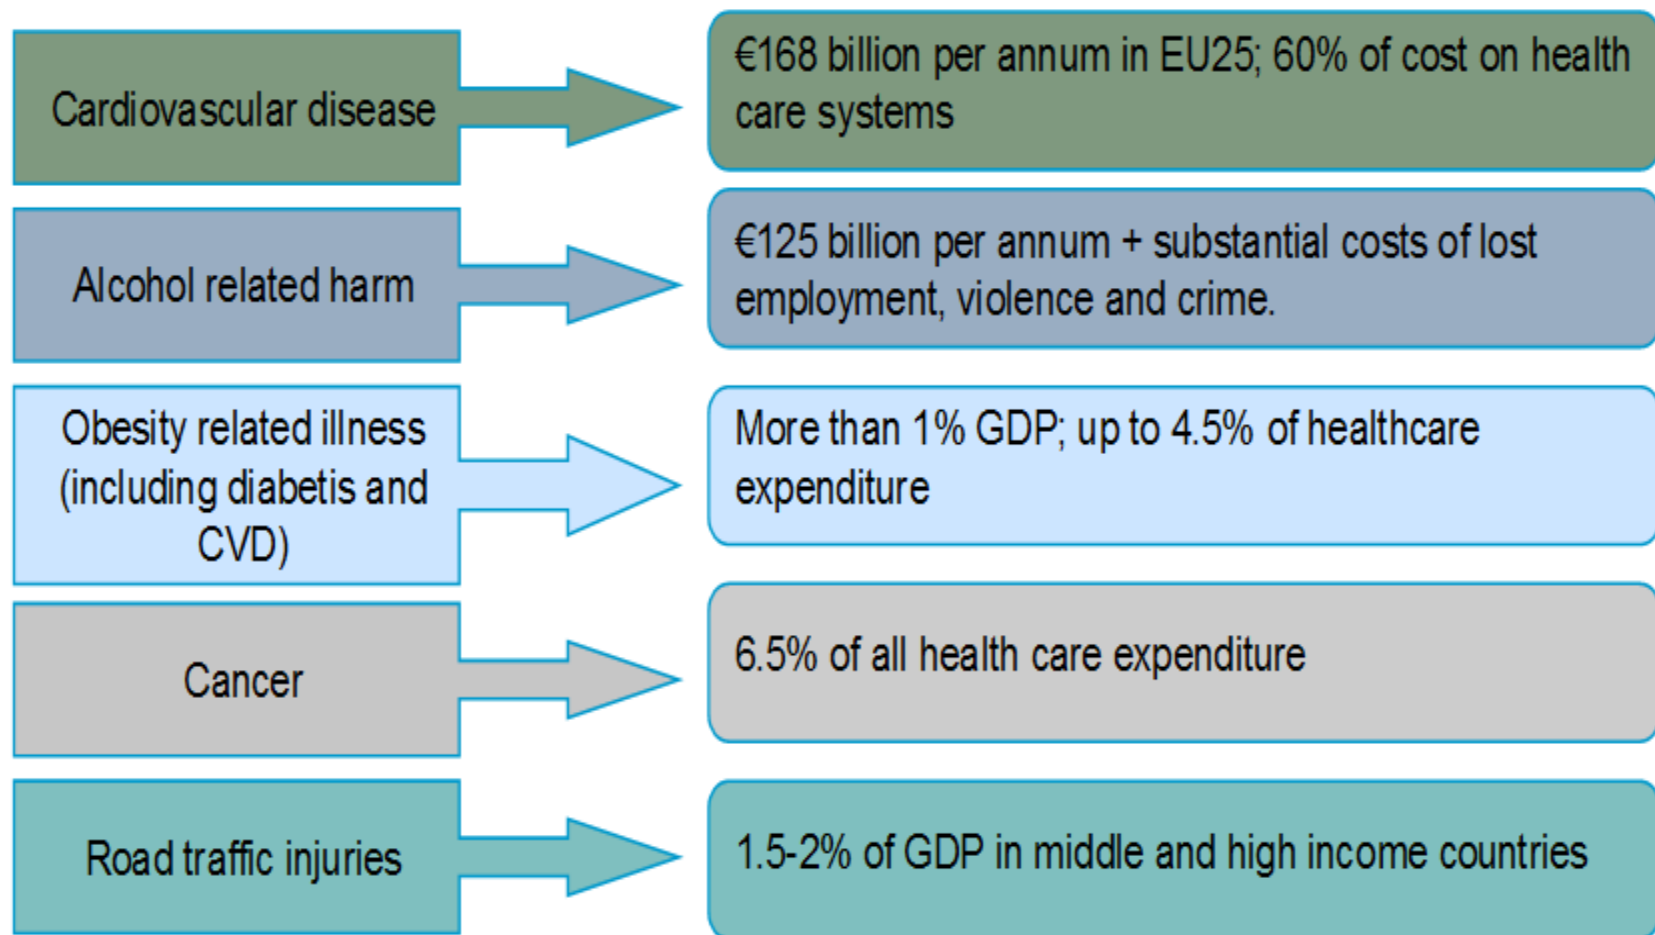 Cardiovascular disease
€168 billion per annum in EU25; 60% of cost on health
care systems
Alcohol related harm
€125 billion per annum + substantial costs of lost
employment, violence and crime.
Obesity related illness
(including diabetis and
CVD)
More than 1% GDP; up to 4.5% of healthcare
expenditure
Cancer
6.5% of all health care expenditure
Road traffic injuries
1.5-2% of GDP in middle and high income countries